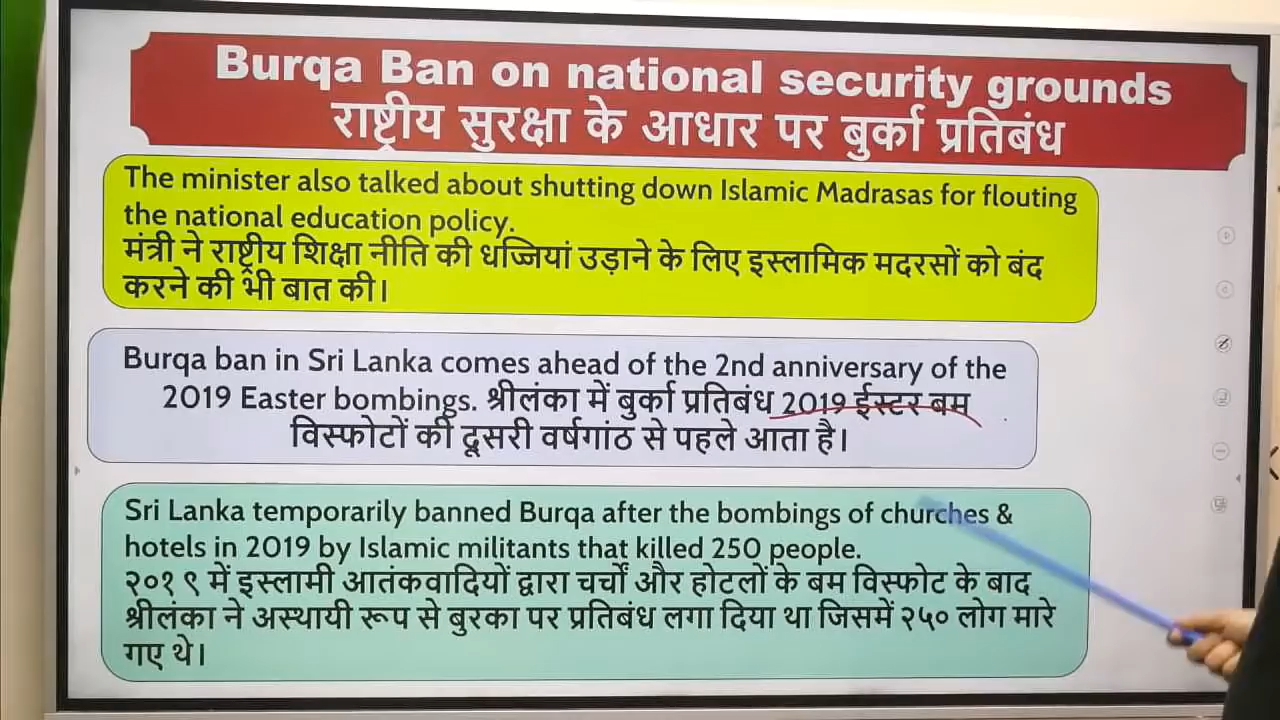 Burqa Ban on national security grounds
राष्ट्रीय सुरक्षा के आधार पर बुर्का प्रतिबंध
The minister also talked about shutting down Islamic Madrasas for flouting
the national education policy.
मंत्री ने राष्ट्रीय शिक्षा नीति की धज्जियां उड़ाने के लिए इस्लामिक मदरसों को बंद
करने की भी बात की।
Burqa ban in Sri Lanka comes ahead of the 2nd anniversary of the
2019 Easter bombings. श्रीलंका में बुर्का प्रतिबंध 2019 ईस्टर बम
विस्फोटों की दूसरी वर्षगांठ से पहले आता है।
Sri Lanka temporarily banned Burqa after the bombings of churches &
hotels in 2019 by Islamic militants that killed 250 people.
२०१९ में इस्लामी आतंकवादियों द्वारा चर्चों और होटलों के बम विस्फोट के बाद
श्रीलंका ने अस्थायी रूप से बुरका पर प्रतिबंध लगा दिया था जिसमें २५० लोग मारे
गए थे।